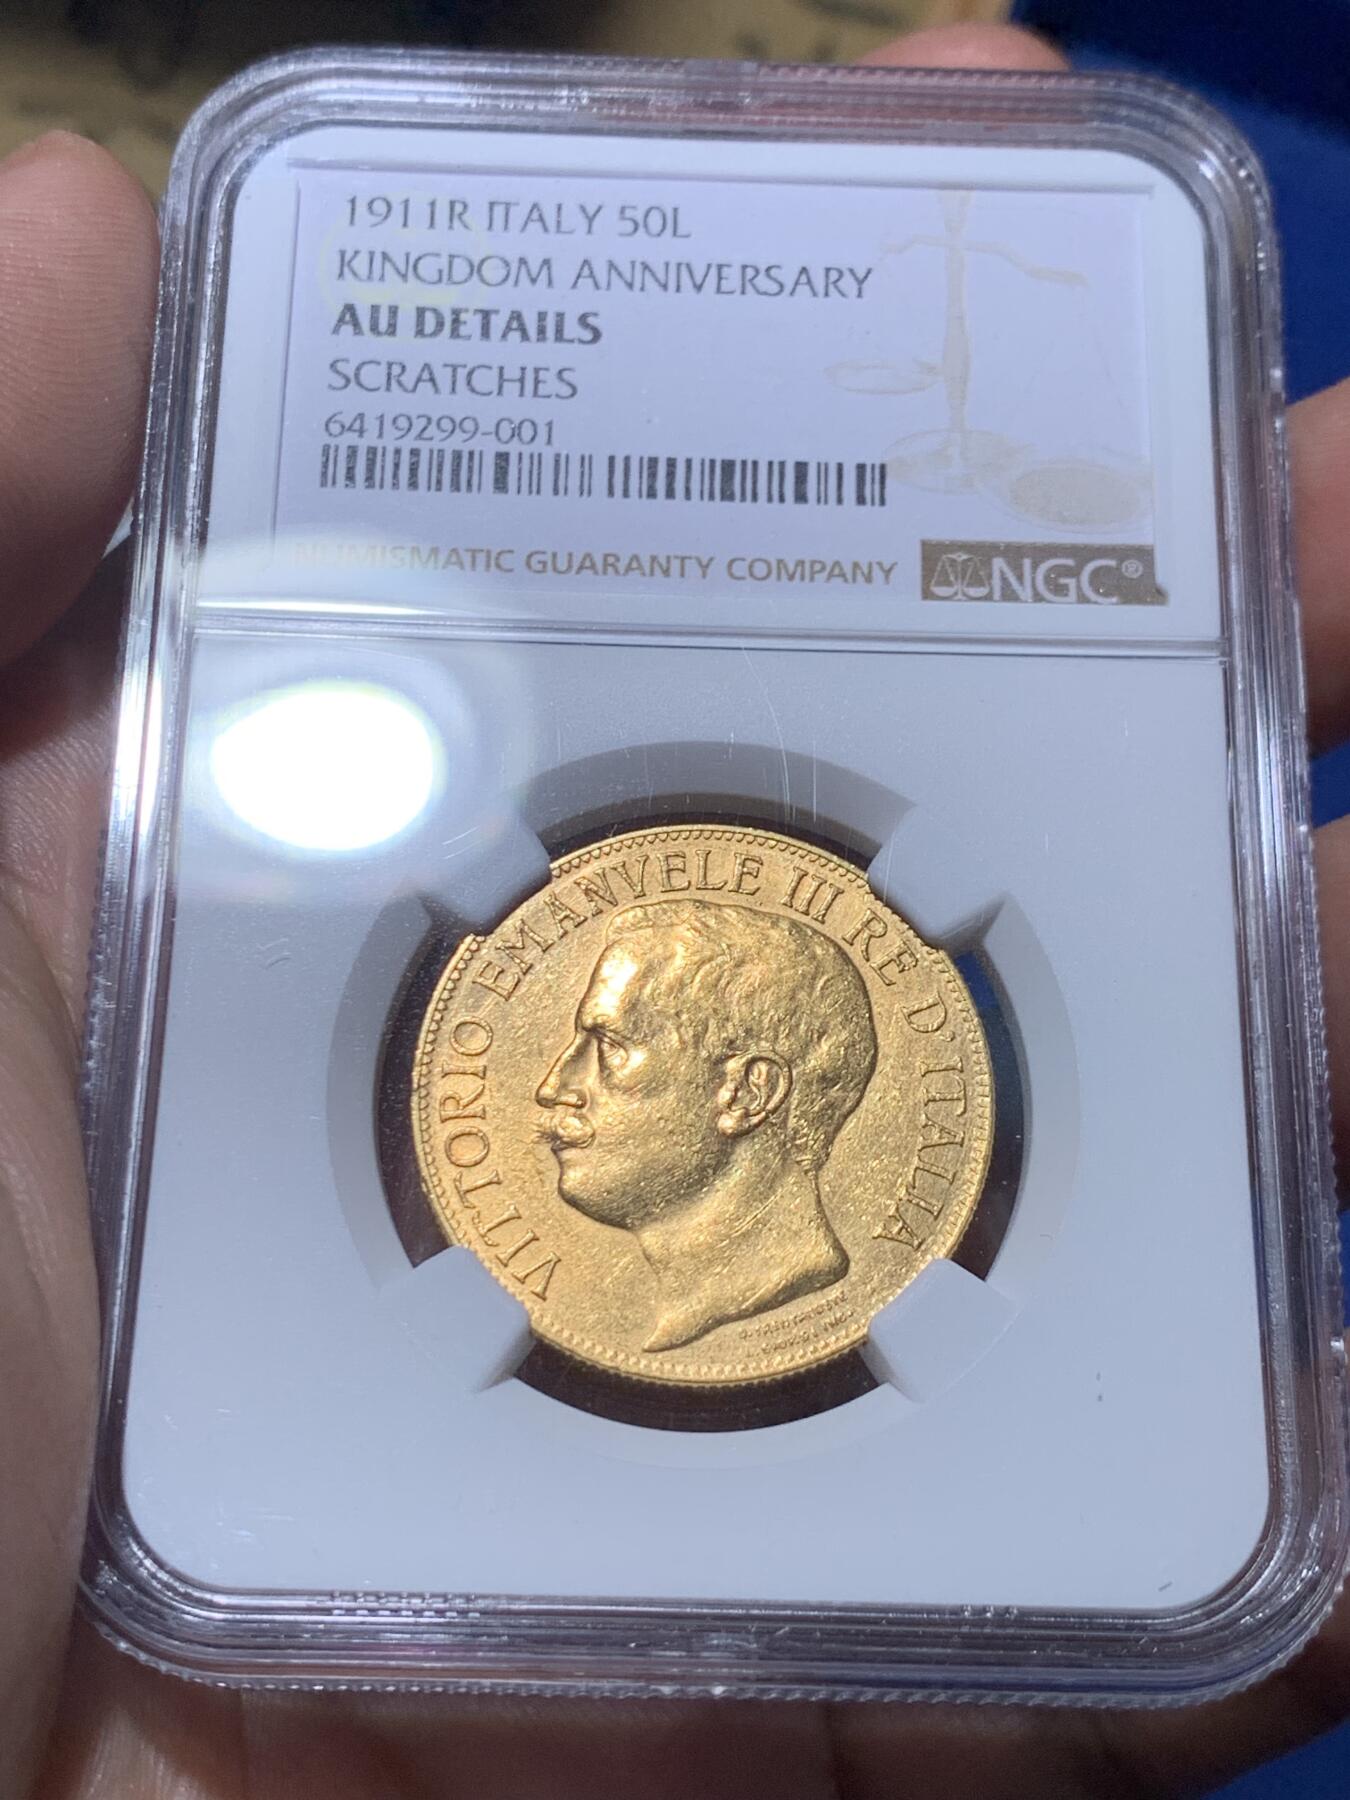 1911R ITALY 50L
KINGDOM ANNIVERSARY
AU DETAILS
SCRATCHES
6419299-001
NUMISMATIC GUARANTY COMPANY NGC®
VITTORIO EMANVELE III RE D'ITALIA